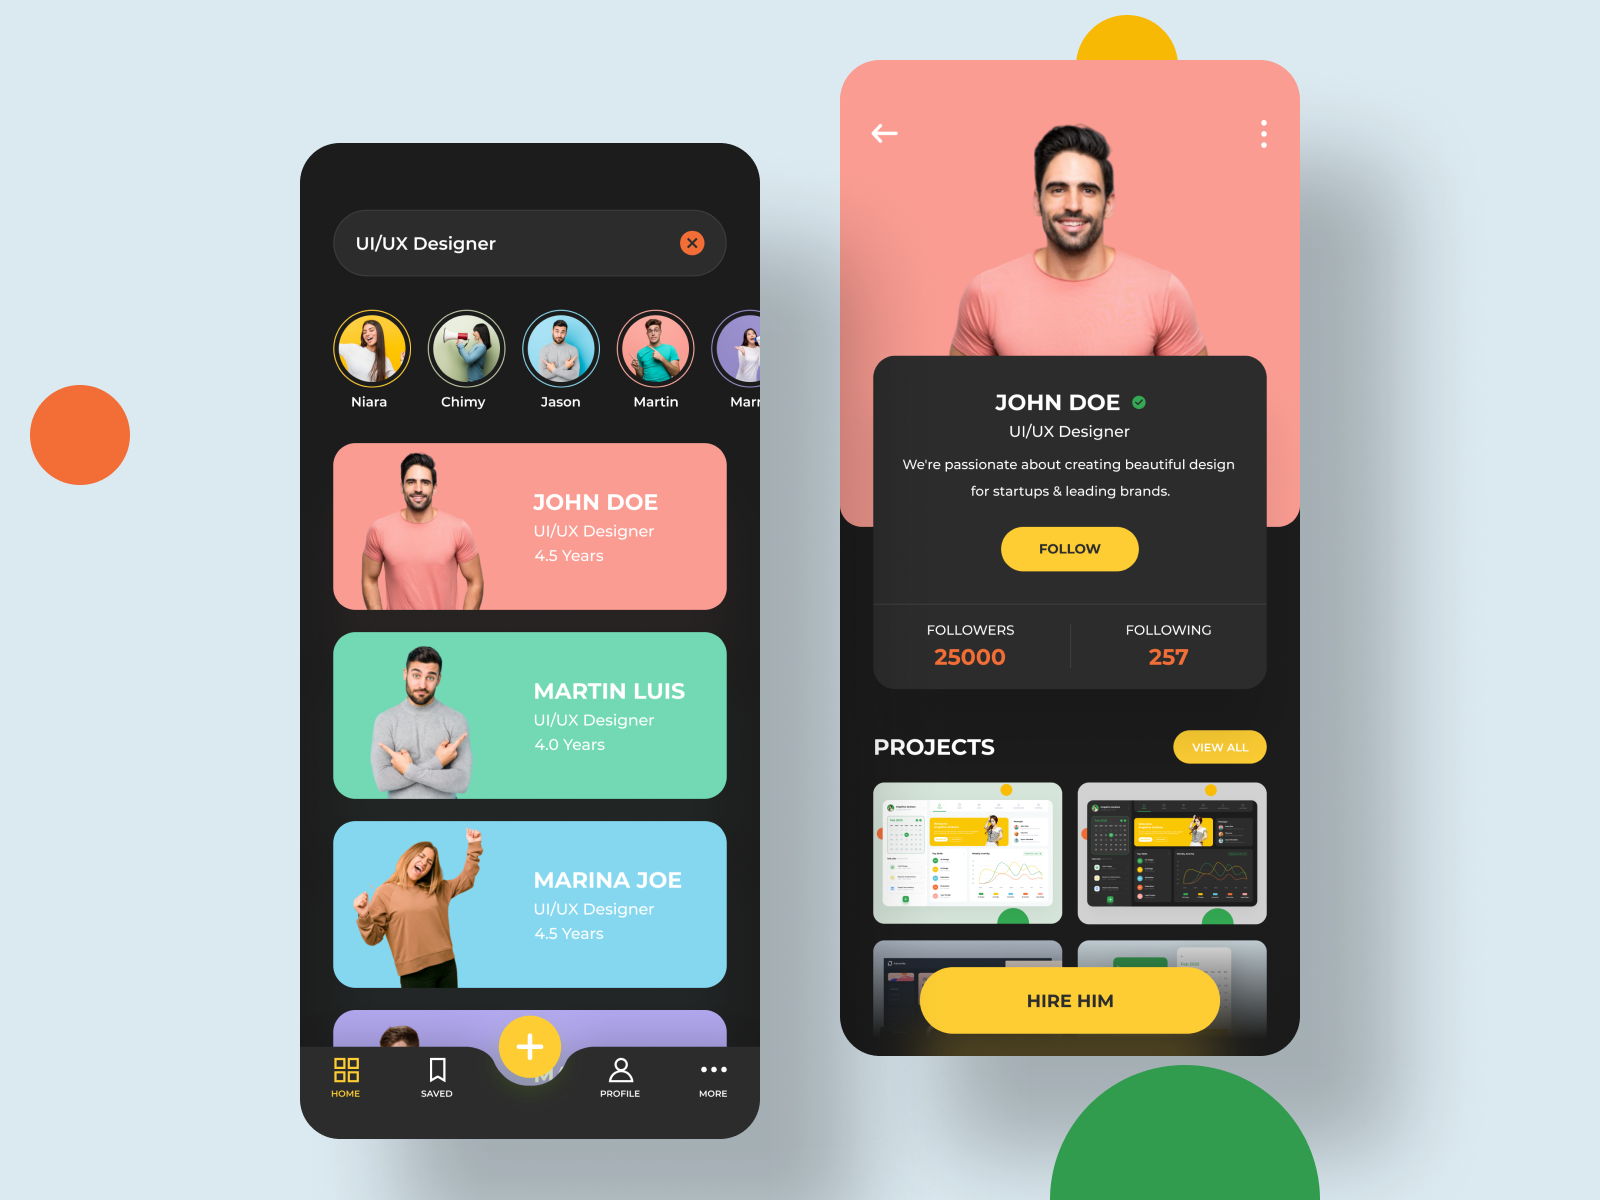 UI/UX Designer
Niara
Chimy
Jason
Martin
JOHN DOE
UI/UX Designer
4.5 Years
MARTIN LUIS
UI/UX Designer
4.0 Years
MARINA JOE
UI/UX Designer
4.5 Years
HOME
SAVED
PROFILE
MORE
JOHN DOE
UI/UX Designer
We're passionate about creating beautiful design
for startups & leading brands.
FOLLOW
FOLLOWERS
25000
FOLLOWING
257
PROJECTS
VIEW ALL
Feb 2020
HIRE HIM